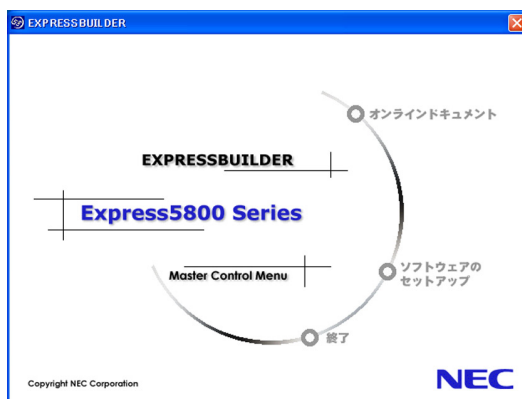 EXPRESSBUILDER
オンラインドキュメント
EXPRESSBUILDER
Express5800 Series
Master Control Menu
ソフトウェアの
セットアップ
終了
Copyright NEC Corporation
NEC